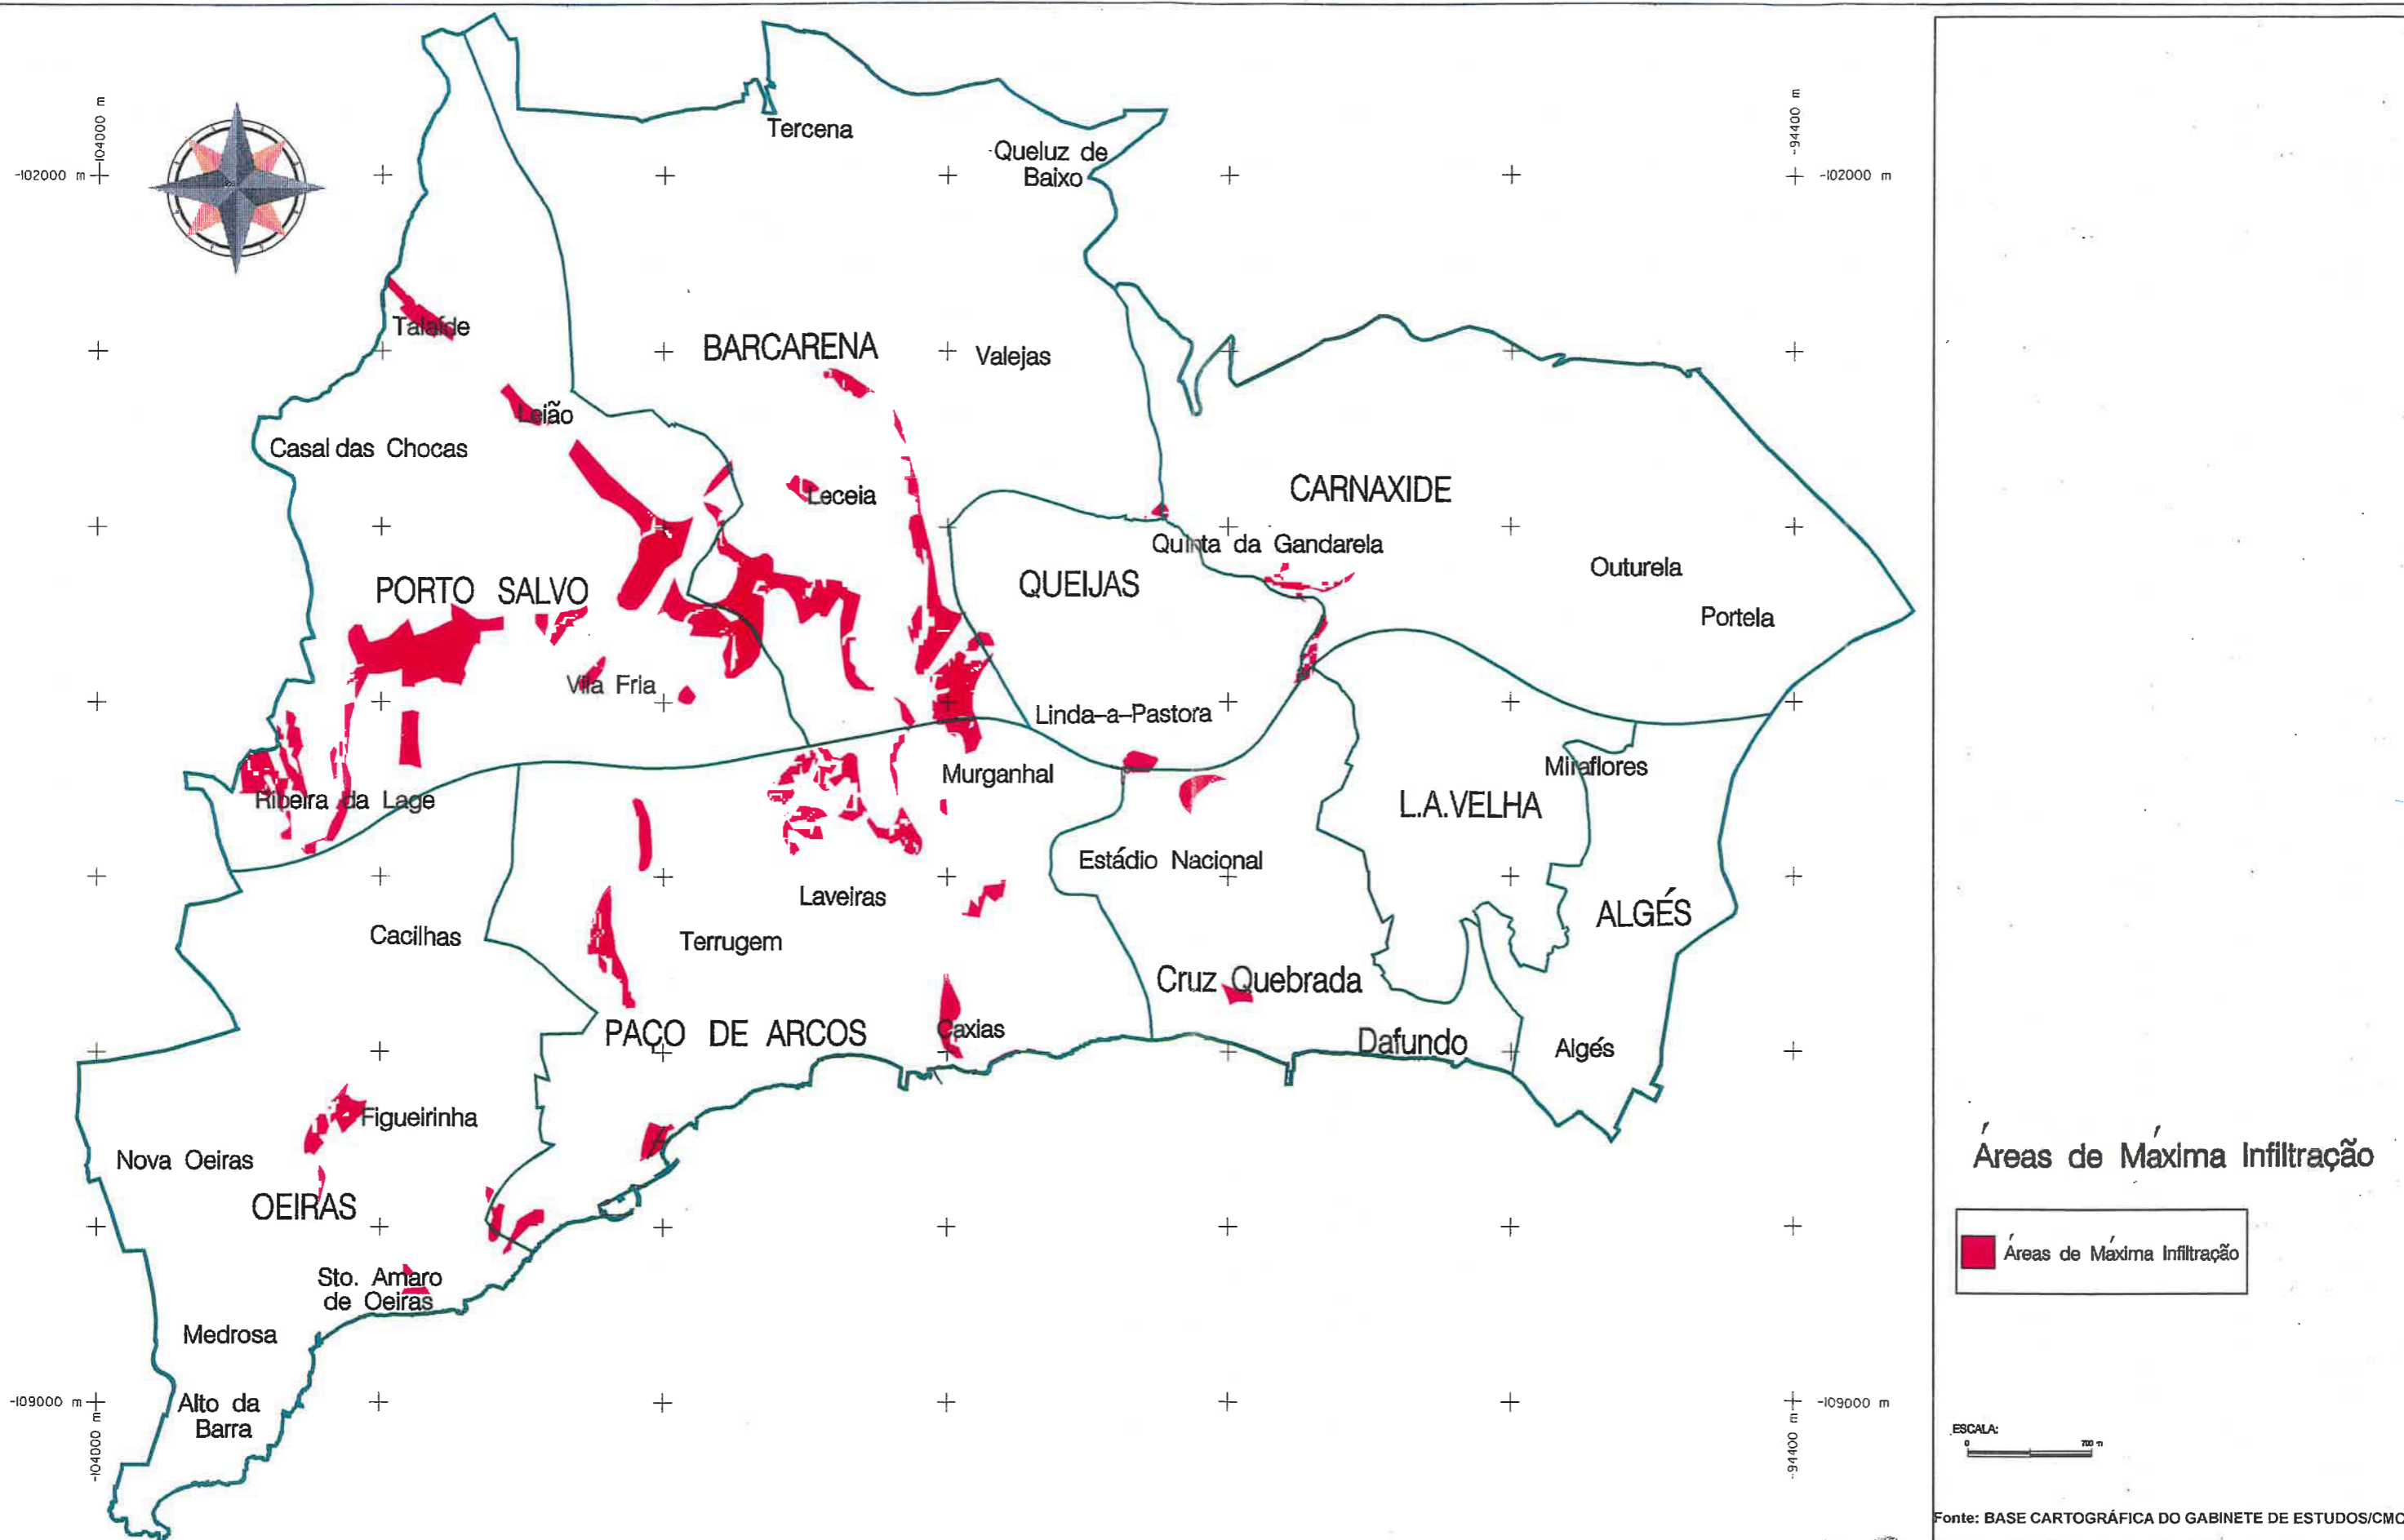 -104000 m
-94400 m
-102000 m
-102000 m
Tercena
Queluz de
Baixo
Talaíde
BARCARENA
Valejas
Leião
Casal das Chocas
Leceia
CARNAXIDE
Quinta da Gandarela
Outurela
QUEIJAS
PORTO SALVO
Portela
Vila Fria
Linda-a-Pastora
Murganhal
Miraflores
Ribeira da Lage
L.A.VELHA
Estádio Nacional
Laveiras
ALGÉS
Cacilhas
Terrugem
Cruz Quebrada
PAÇO DE ARCOS
Caxias
Dafundo
Algés
Figueirinha
Nova Oeiras
OEIRAS
Sto. Amaro
de Oeiras
Medrosa
Alto da
Barra
-109000 m
-109000 m
-104000 m
-94400 m
Áreas de Máxima Infiltração
Áreas de Máxima Infiltração
ESCALA:
0 700 m
Fonte: BASE CARTOGRÁFICA DO GABINETE DE ESTUDOS/CMO